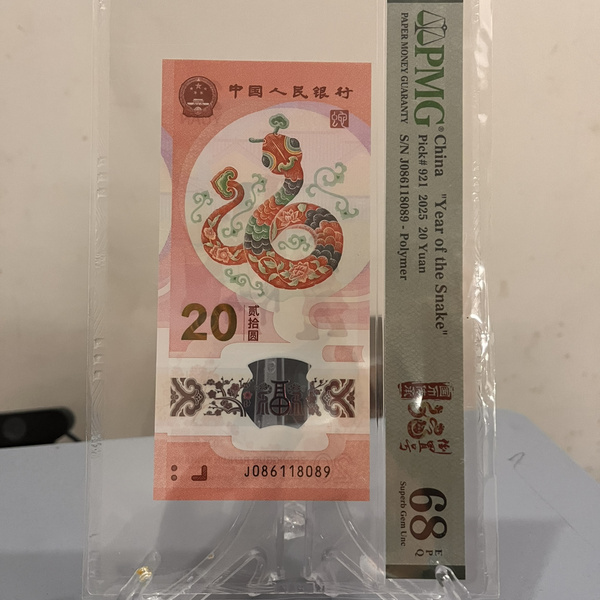 中国人民银行
20
贰拾圆
福
J086118089
PMG®
PAPER MONEY GUARANTY
China "Year of the Snake"
Pick# 921 2025 20 Yuan
S/N J086118089 - Polymer
68 EPQ
Superb Gem Unc